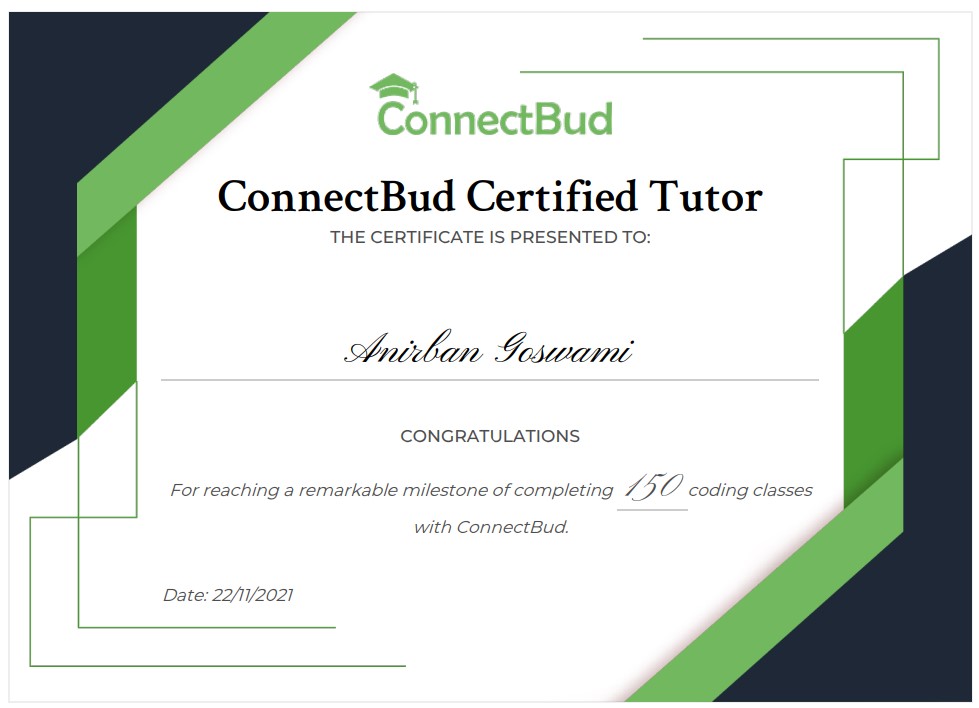 ConnectBud
ConnectBud Certified Tutor
THE CERTIFICATE IS PRESENTED TO:
Anirban Goswami
CONGRATULATIONS
For reaching a remarkable milestone of completing 150 coding classes
with ConnectBud.
Date: 22/11/2021